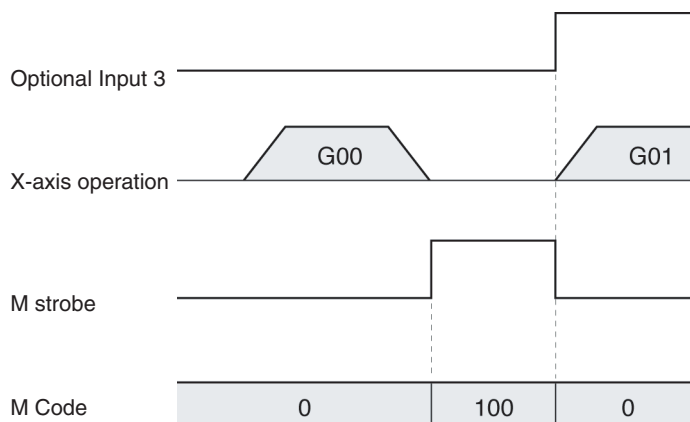 Optional Input 3
G00
G01
X-axis operation
M strobe
M Code
0
100
0